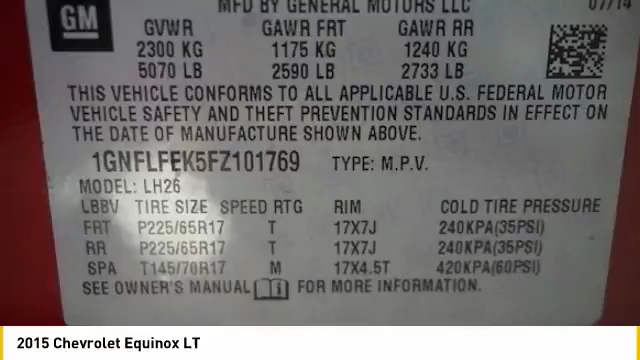 MFD BY GENERAL MOTORS LLC 07/14
GM
GVWR GAWR FRT GAWR RR
2300 KG 1175 KG 1240 KG
5070 LB 2590 LB 2733 LB
THIS VEHICLE CONFORMS TO ALL APPLICABLE U.S. FEDERAL MOTOR
VEHICLE SAFETY AND THEFT PREVENTION STANDARDS IN EFFECT ON
THE DATE OF MANUFACTURE SHOWN ABOVE.
1GNFLFEK5FZ101769 TYPE: M.P.V.
MODEL: LH26
LBBV TIRE SIZE SPEED RTG RIM COLD TIRE PRESSURE
FRT P225/65R17 T 17X7J 240KPA(35PSI)
RR P225/65R17 T 17X7J 240KPA(35PSI)
SPA T145/70R17 M 17X4.5T 420KPA(60PSI)
SEE OWNER'S MANUAL FOR MORE INFORMATION.
2015 Chevrolet Equinox LT